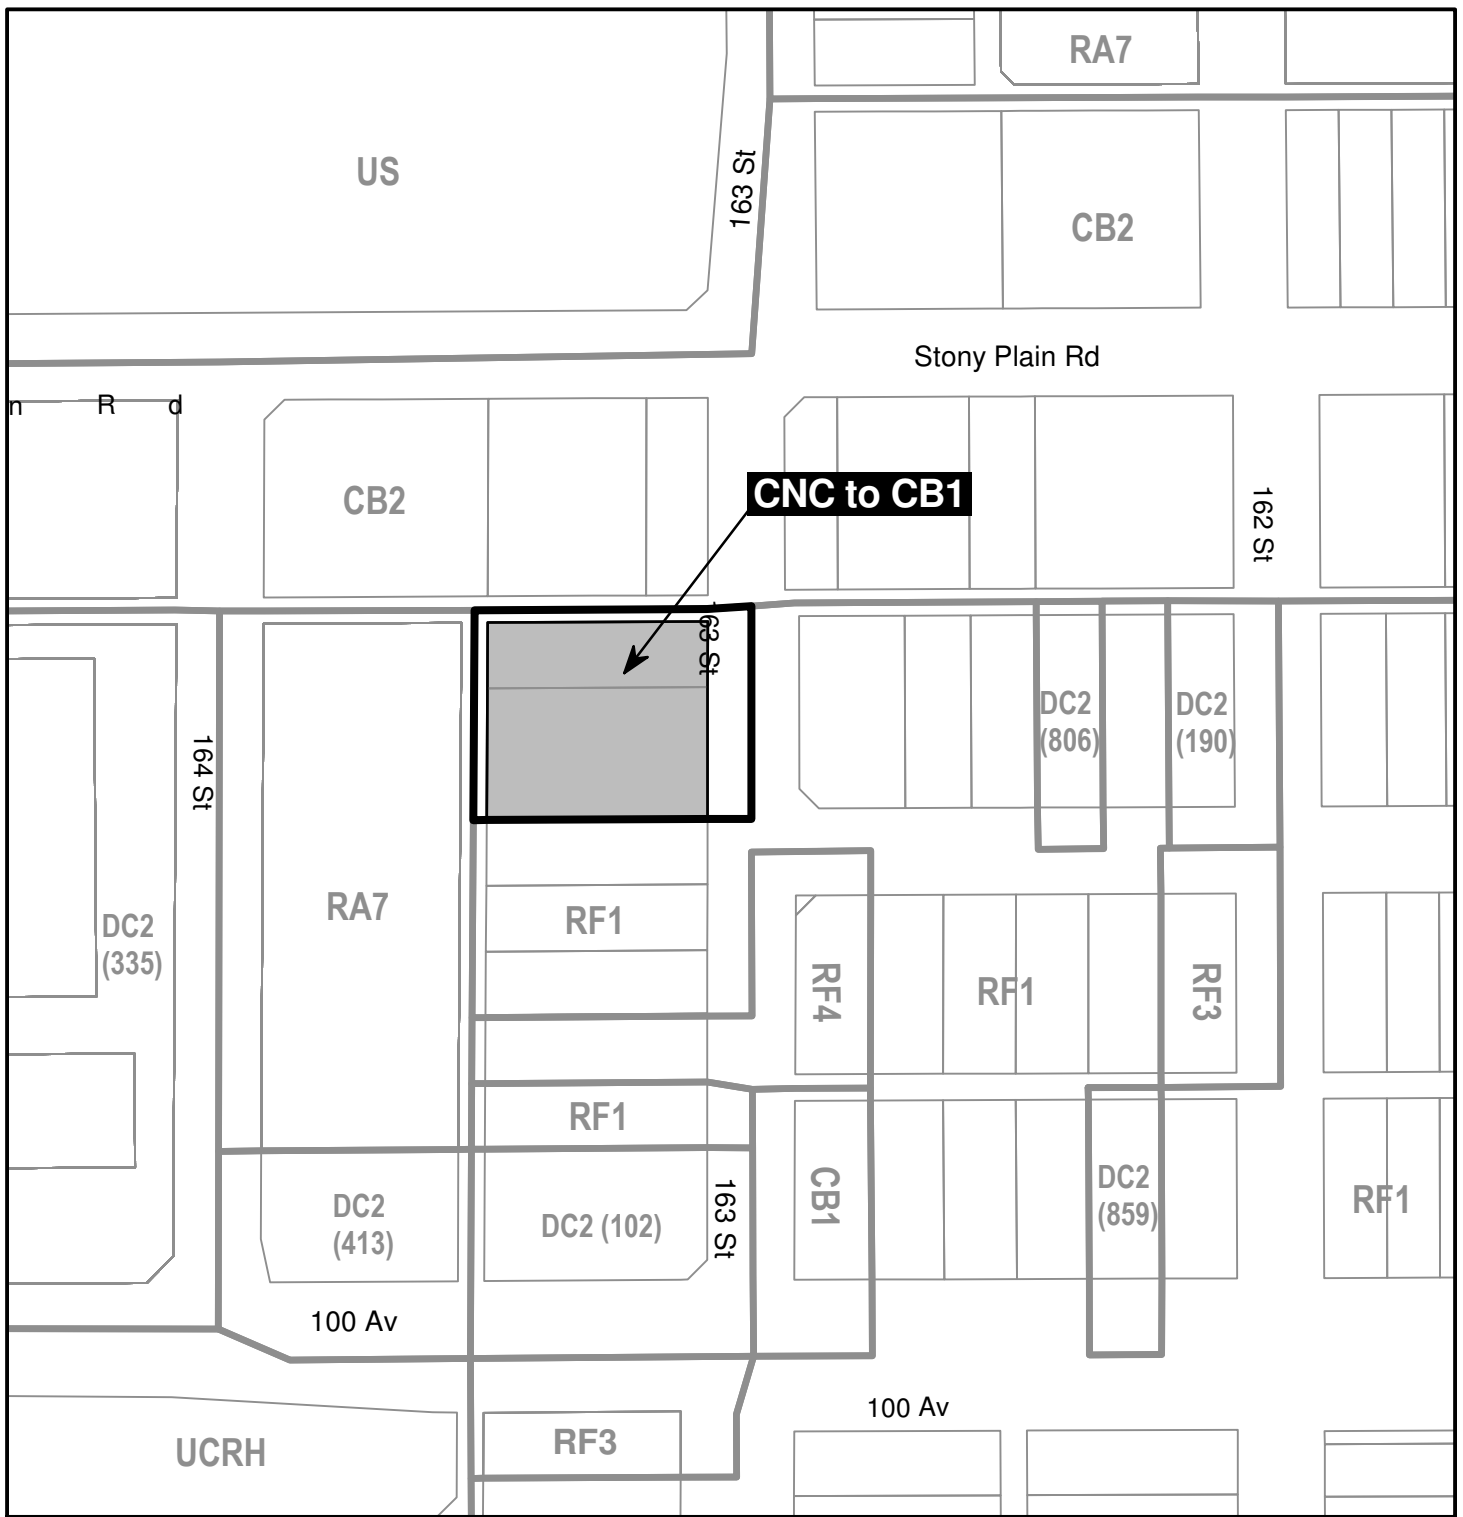 RA7
US
163 St
CB2
Stony Plain Rd
n R d
CB2
CNC to CB1
162 St
163 St
DC2
(806)
DC2
(190)
164 St
RA7
RF1
DC2
(335)
RF4
RF1
RF3
RF1
DC2
(413)
DC2 (102)
163 St
CB1
DC2
(859)
RF1
100 Av
100 Av
UCRH
RF3